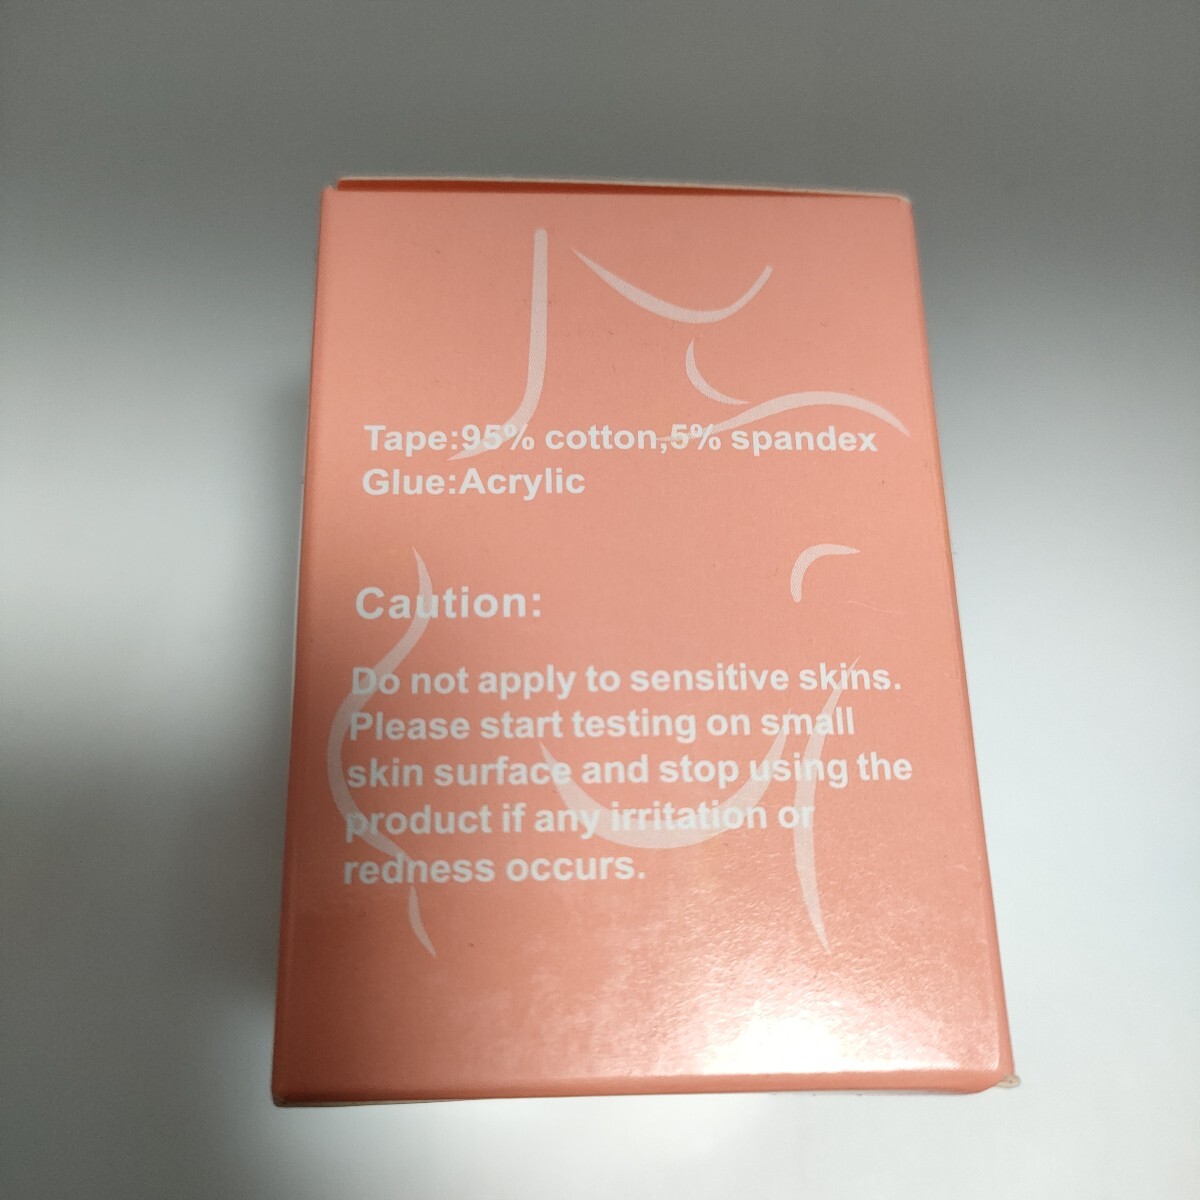 Tape:95% cotton,5% spandex
Glue:Acrylic
Caution:
Do not apply to sensitive skins.
Please start testing on small
skin surface and stop using the
product if any irritation or
redness occurs.